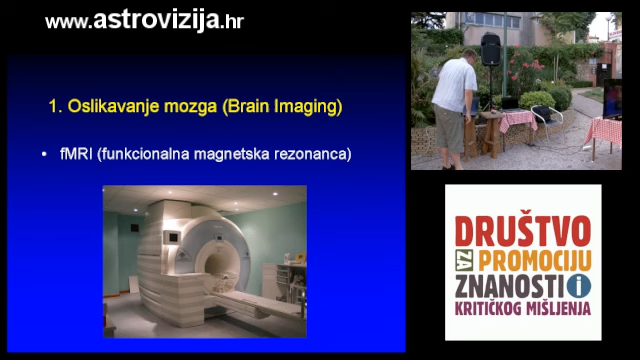 www.astrovizija.hr
1. Oslikavanje mozga (Brain Imaging)
• fMRI (funkcionalna magnetska rezonanca)
DRUŠTVO
ZA PROMOCIJU
ZNANOSTI i
KRITIČKOG MIŠLJENJA